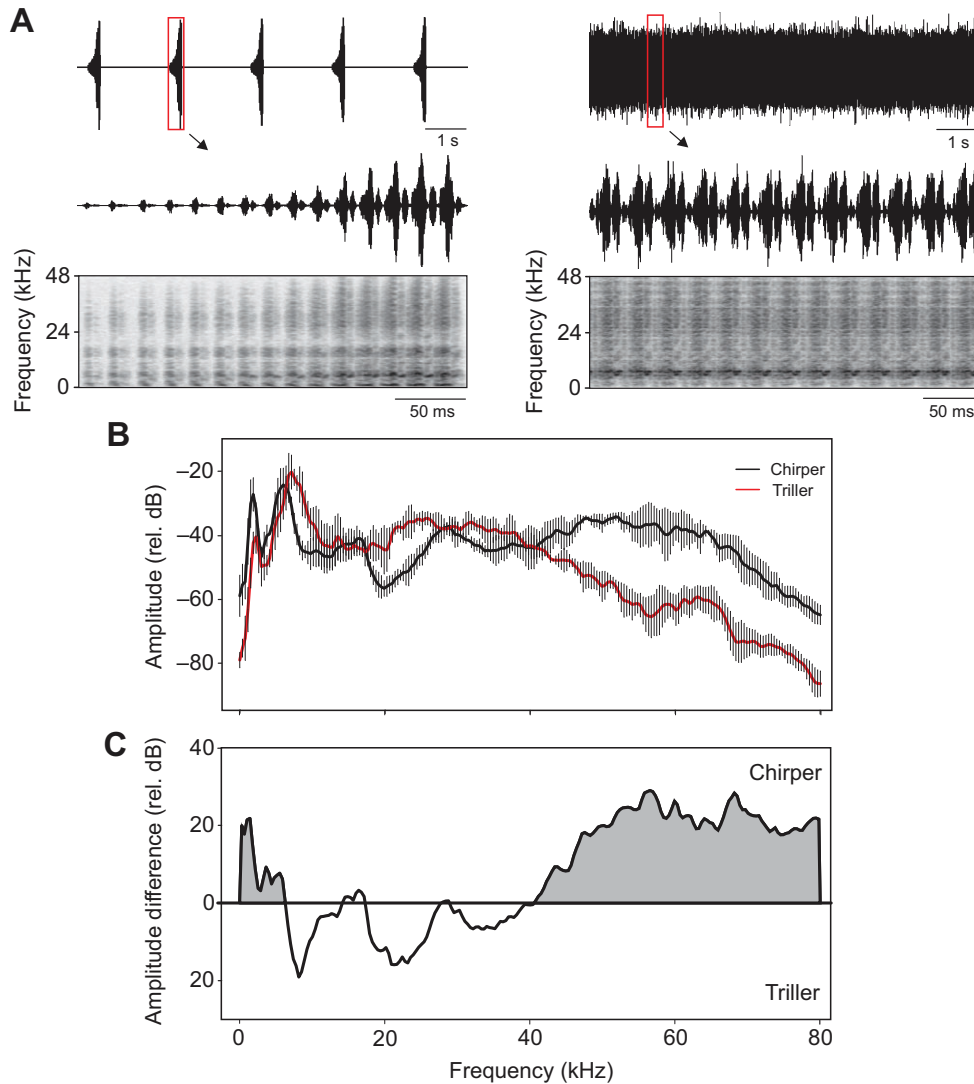 A
1 s
1 s
Frequency (kHz)
48
24
0
50 ms
Frequency (kHz)
48
24
0
50 ms
B
Amplitude (rel. dB)
–20
–40
–60
–80
Chirper
Triller
C
Amplitude difference (rel. dB)
40
20
0
20
Chirper
Triller
0
20
40
60
80
Frequency (kHz)